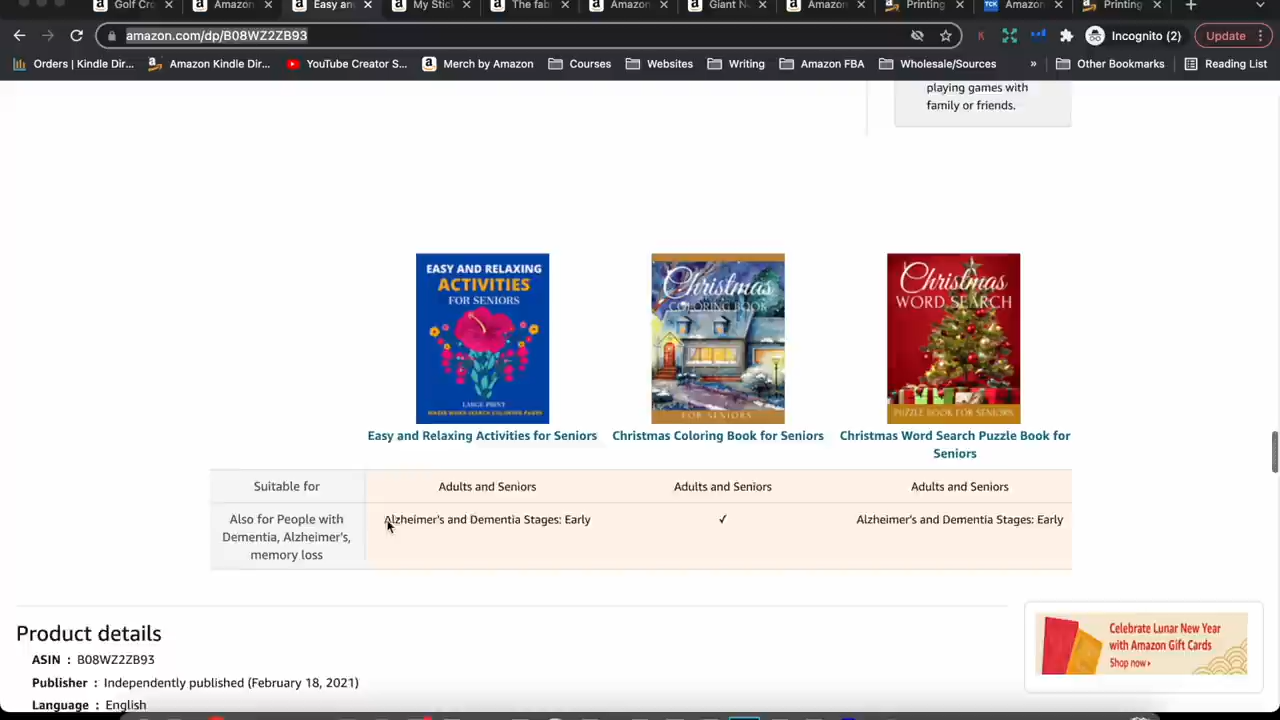 Golf Cro
Amazon
Easy and
My Stic
The fab
Amazon
Giant N
Amazon
Printing
Amazon
Printing
amazon.com/dp/B08WZ2ZB93
Incognito (2)
Update
Orders | Kindle Dir...
Amazon Kindle Dir...
YouTube Creator S...
Merch by Amazon
Courses
Websites
Writing
Amazon FBA
Wholesale/Sources
»
Other Bookmarks
Reading List
playing games with
family or friends.
EASY AND RELAXING
ACTIVITIES
FOR SENIORS
LARGE PRINT
Christmas
COLORING BOOK
FOR SENIORS
Christmas
WORD SEARCH
PUZZLE BOOK FOR SENIORS
Easy and Relaxing Activities for Seniors
Christmas Coloring Book for Seniors
Christmas Word Search Puzzle Book for
Seniors
Suitable for
Adults and Seniors
Adults and Seniors
Adults and Seniors
Also for People with
Dementia, Alzheimer's,
memory loss
Alzheimer's and Dementia Stages: Early
✓
Alzheimer's and Dementia Stages: Early
Product details
ASIN : B08WZ2ZB93
Publisher : Independently published (February 18, 2021)
Language : English
Celebrate Lunar New Year
with Amazon Gift Cards
Shop now